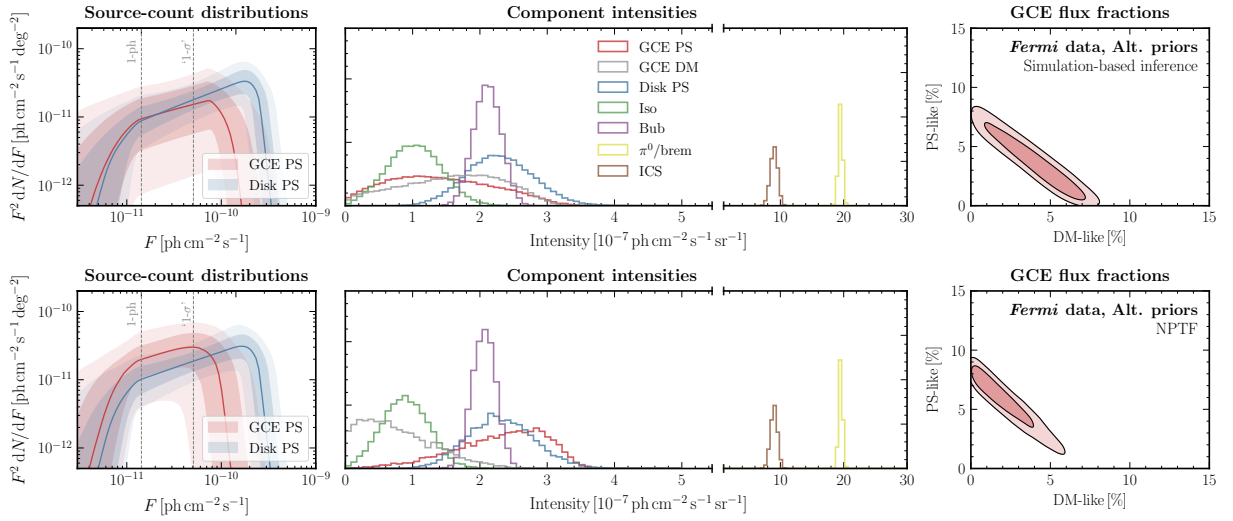 Source-count distributions
Component intensities
GCE flux fractions
F² dN/dF [ph cm⁻² s⁻¹ deg⁻²]
10⁻¹⁰
10⁻¹¹
10⁻¹²
1-ph
'1-σ'
GCE PS
Disk PS
10⁻¹¹ 10⁻¹⁰ 10⁻⁹
F [ph cm⁻² s⁻¹]
GCE PS
GCE DM
Disk PS
Iso
Bub
π⁰/brem
ICS
0 1 2 3 4 5 10 20 30
Intensity [10⁻⁷ ph cm⁻² s⁻¹ sr⁻¹]
Fermi data, Alt. priors
Simulation-based inference
PS-like [%]
15
10
5
0
0 5 10 15
DM-like [%]
Source-count distributions
Component intensities
GCE flux fractions
F² dN/dF [ph cm⁻² s⁻¹ deg⁻²]
10⁻¹⁰
10⁻¹¹
10⁻¹²
1-ph
'1-σ'
GCE PS
Disk PS
10⁻¹¹ 10⁻¹⁰ 10⁻⁹
F [ph cm⁻² s⁻¹]
0 1 2 3 4 5 10 20 30
Intensity [10⁻⁷ ph cm⁻² s⁻¹ sr⁻¹]
Fermi data, Alt. priors
NPTF
PS-like [%]
15
10
5
0
0 5 10 15
DM-like [%]